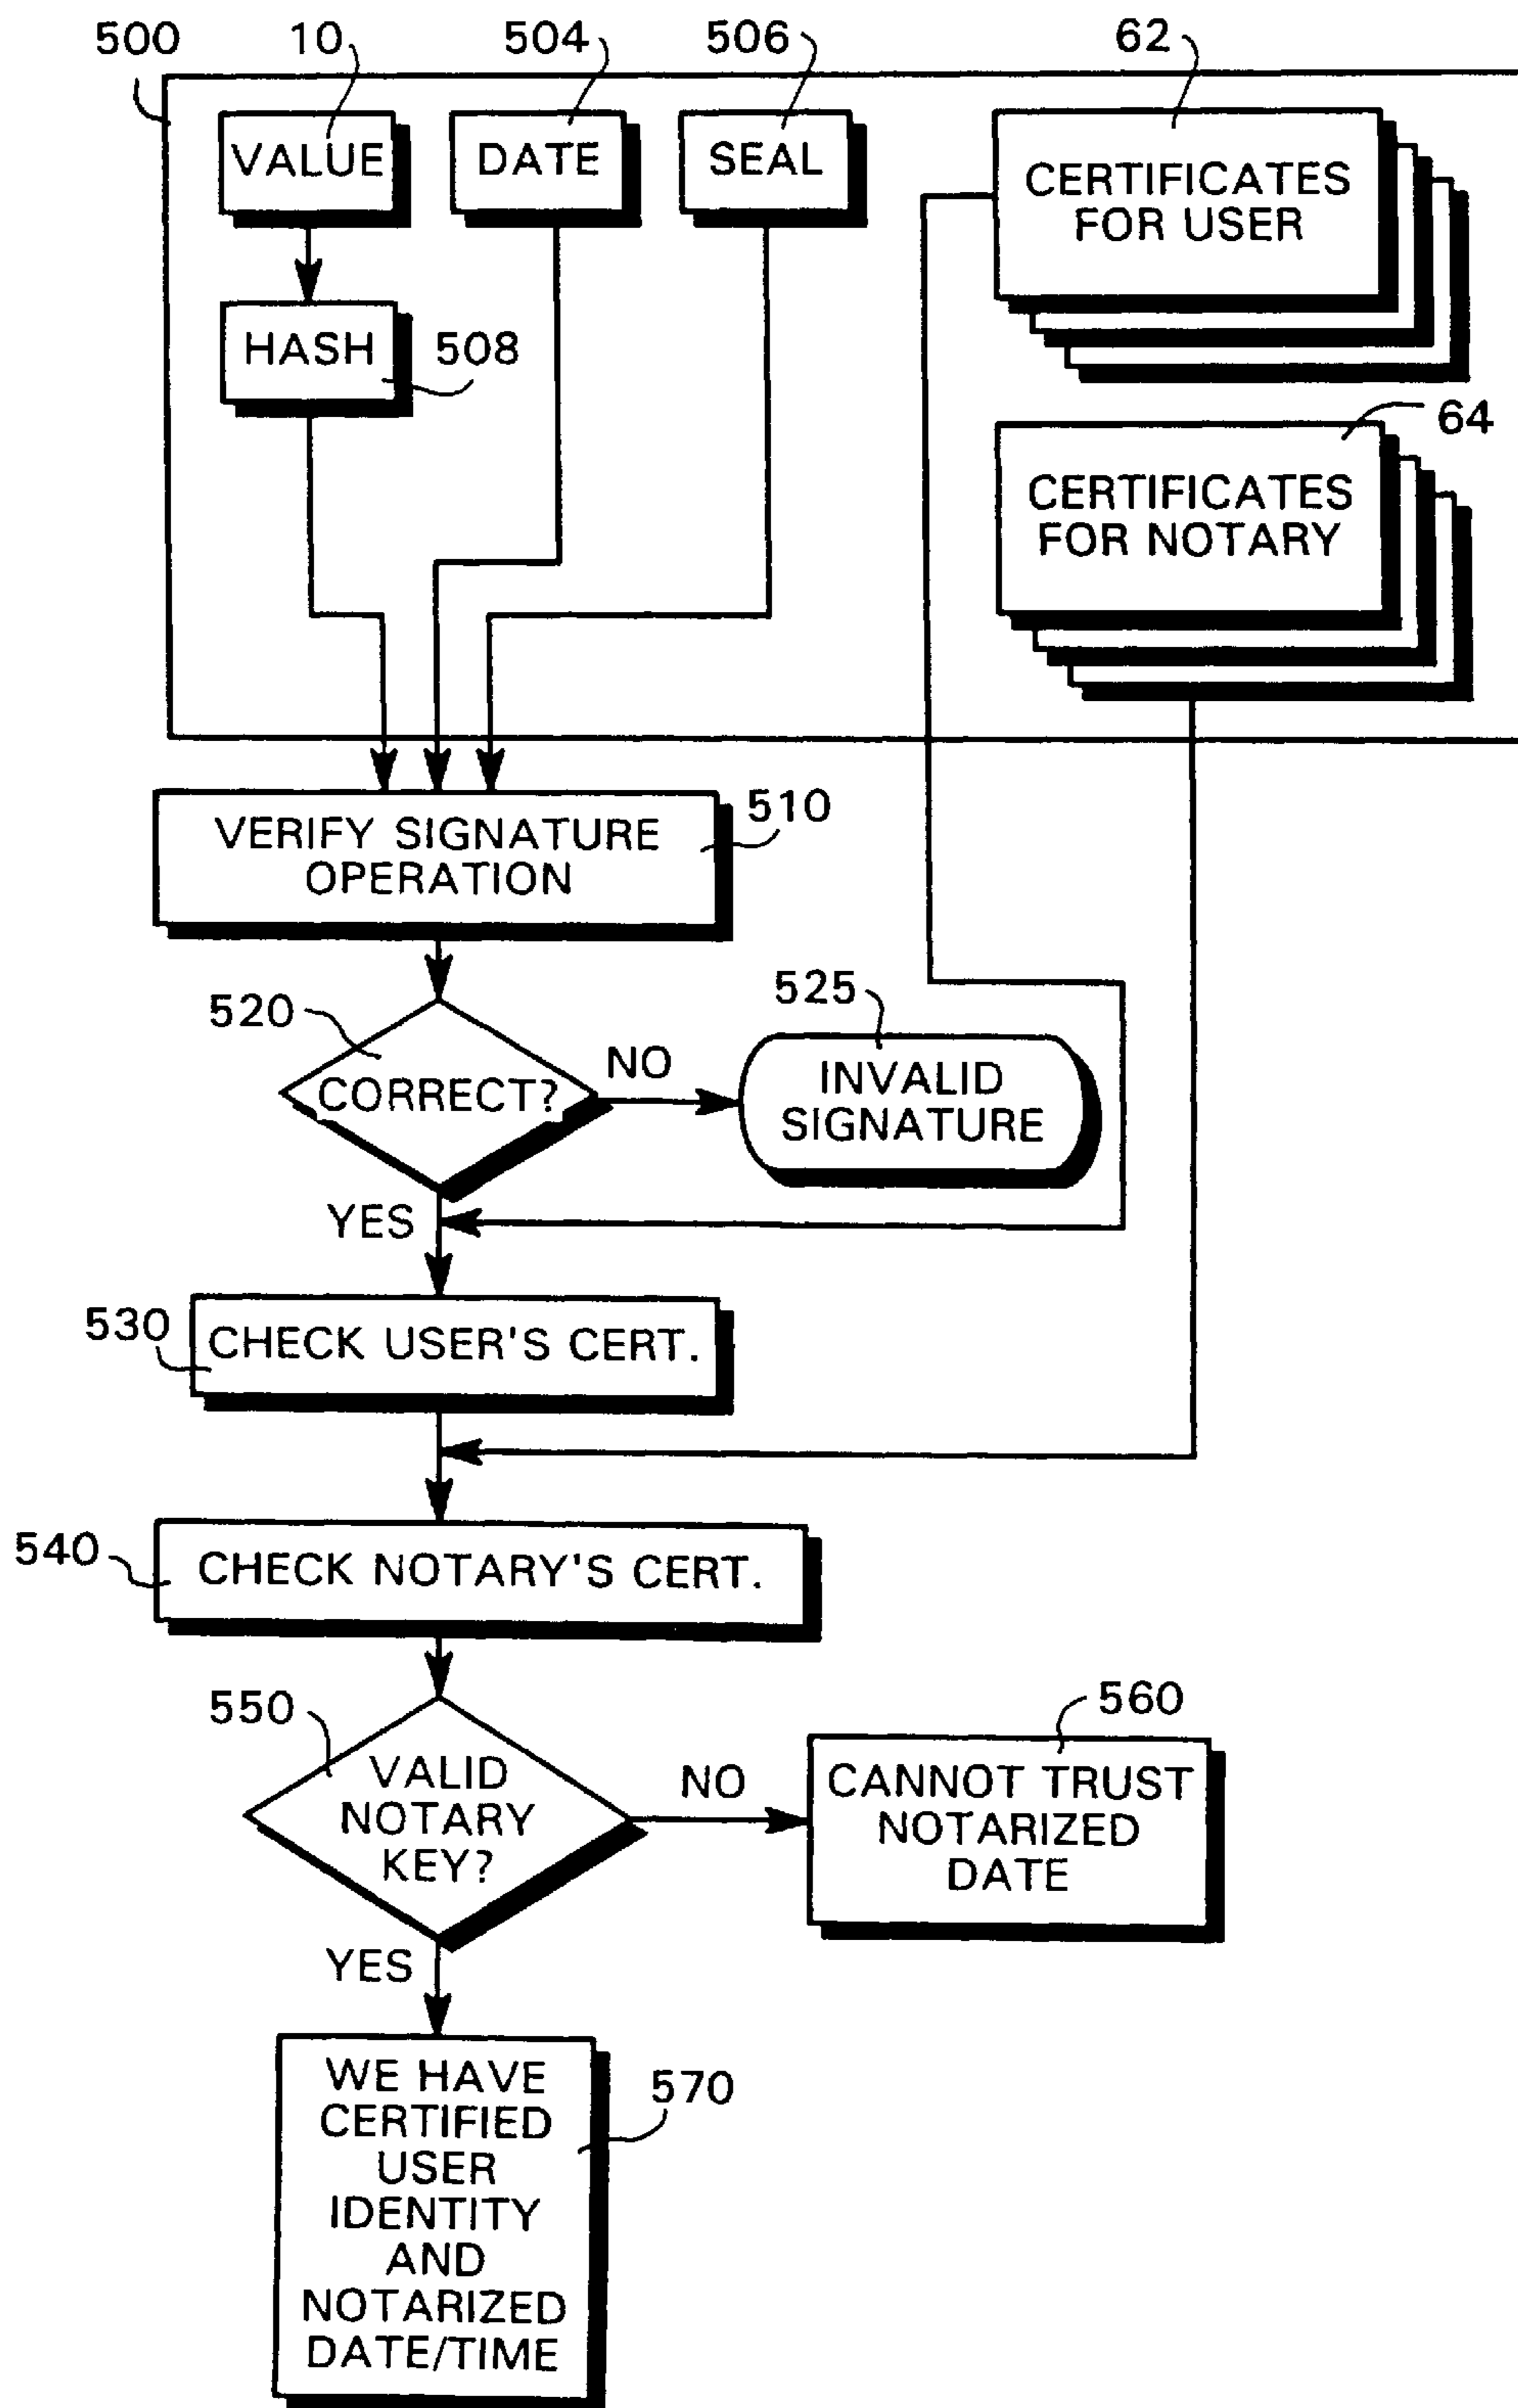 500
10
504
506
62
VALUE
DATE
SEAL
CERTIFICATES
FOR USER
HASH
508
64
CERTIFICATES
FOR NOTARY
VERIFY SIGNATURE
OPERATION
510
520
CORRECT?
NO
525
INVALID
SIGNATURE
YES
530
CHECK USER'S CERT.
540
CHECK NOTARY'S CERT.
550
VALID
NOTARY
KEY?
NO
560
CANNOT TRUST
NOTARIZED
DATE
YES
WE HAVE
CERTIFIED
USER
IDENTITY
AND
NOTARIZED
DATE/TIME
570